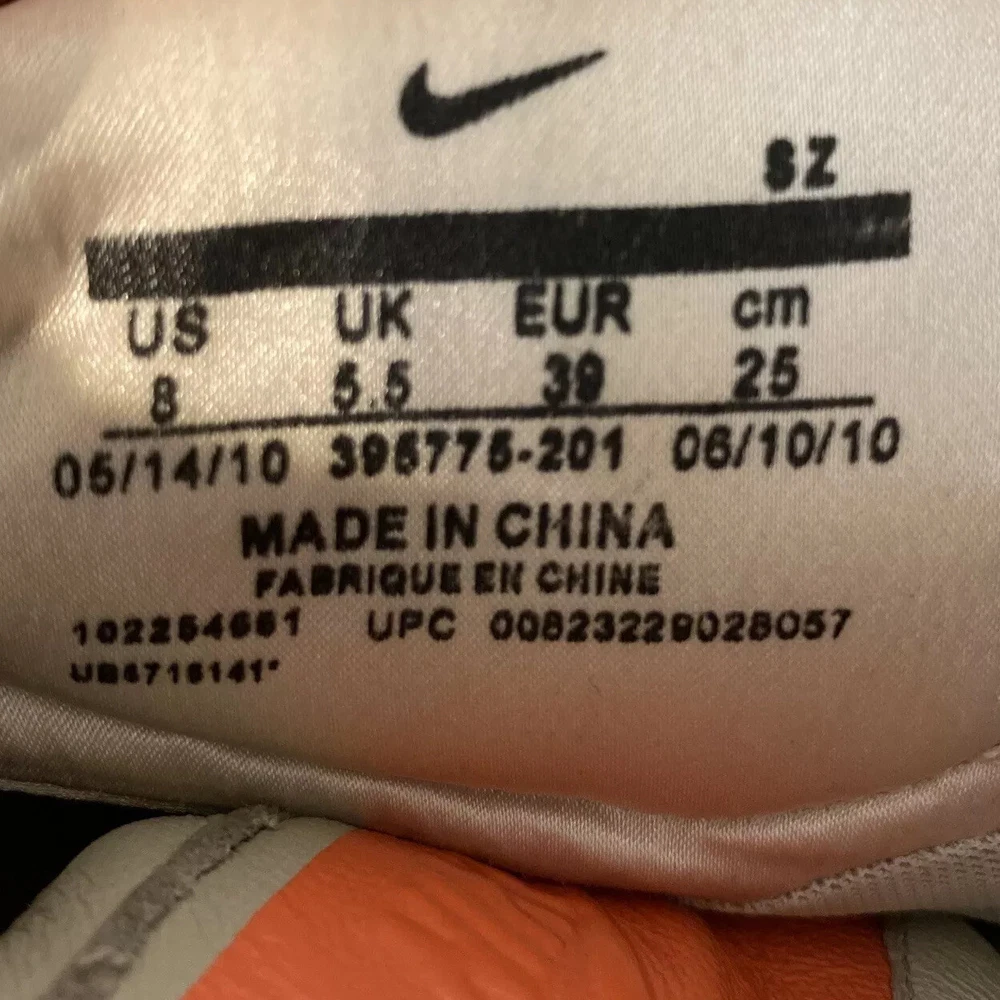 SZ
US UK EUR cm
8 5.5 39 25
05/14/10 395775-201 06/10/10
MADE IN CHINA
FABRIQUE EN CHINE
UPC 00823229028057